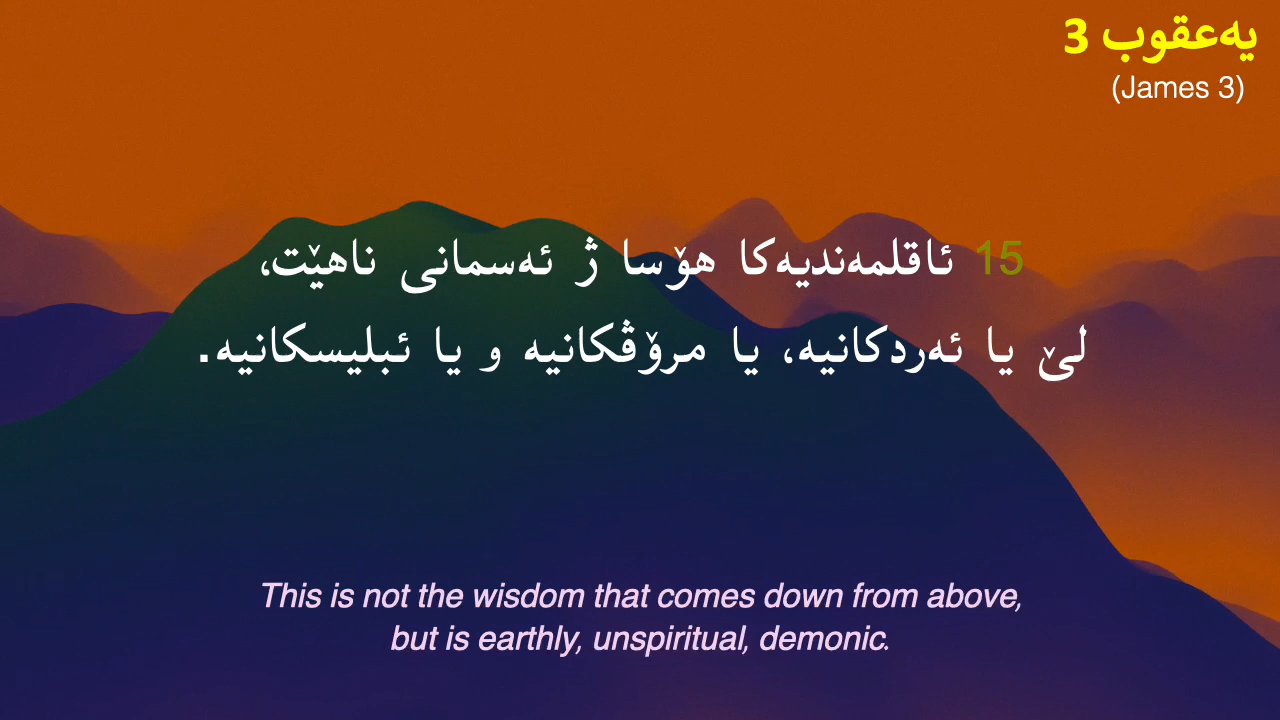 یەعقوب 3
(James 3)
15 ئاقلمەندیەکا هۆسا ژ ئەسمانی ناهێت،
لێ یا ئەردکانیە، یا مرۆڤکانیە و یا ئبلیسکانیە.
This is not the wisdom that comes down from above,
but is earthly, unspiritual, demonic.